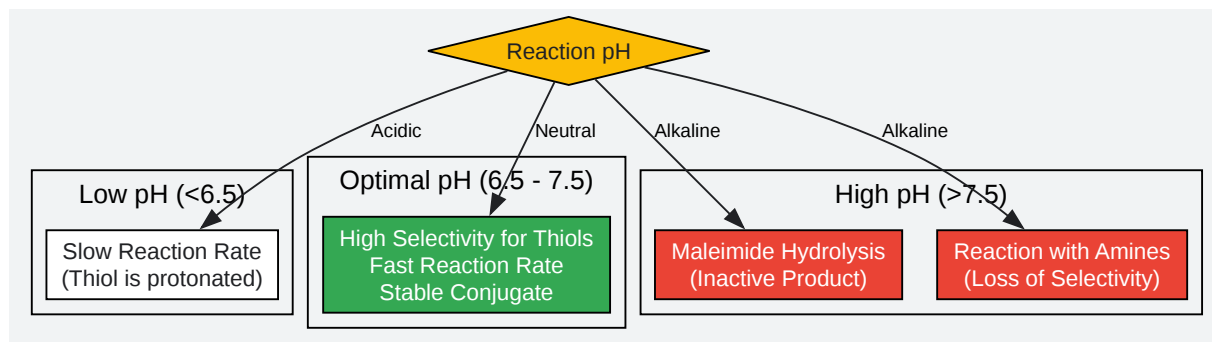 Reaction pH
Acidic
Neutral
Alkaline
Alkaline
Low pH (<6.5)
Slow Reaction Rate
(Thiol is protonated)
Optimal pH (6.5 - 7.5)
High Selectivity for Thiols
Fast Reaction Rate
Stable Conjugate
High pH (>7.5)
Maleimide Hydrolysis
(Inactive Product)
Reaction with Amines
(Loss of Selectivity)